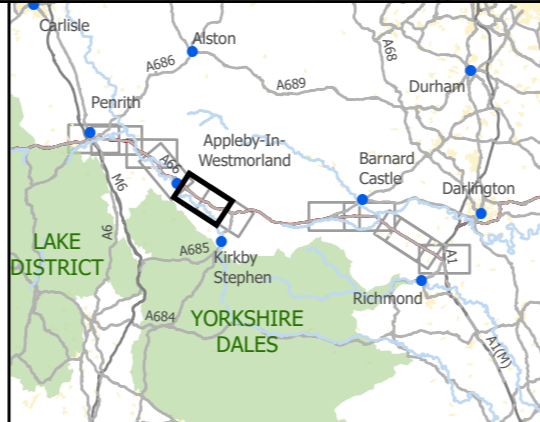 Carlisle
Alston
A686
A68
A689
Durham
Penrith
Appleby-In-
Westmorland
A66
Barnard
Castle
Darlington
M6
A6
LAKE
DISTRICT
A685
Kirkby
Stephen
A1
Richmond
A684
YORKSHIRE
DALES
A1(M)